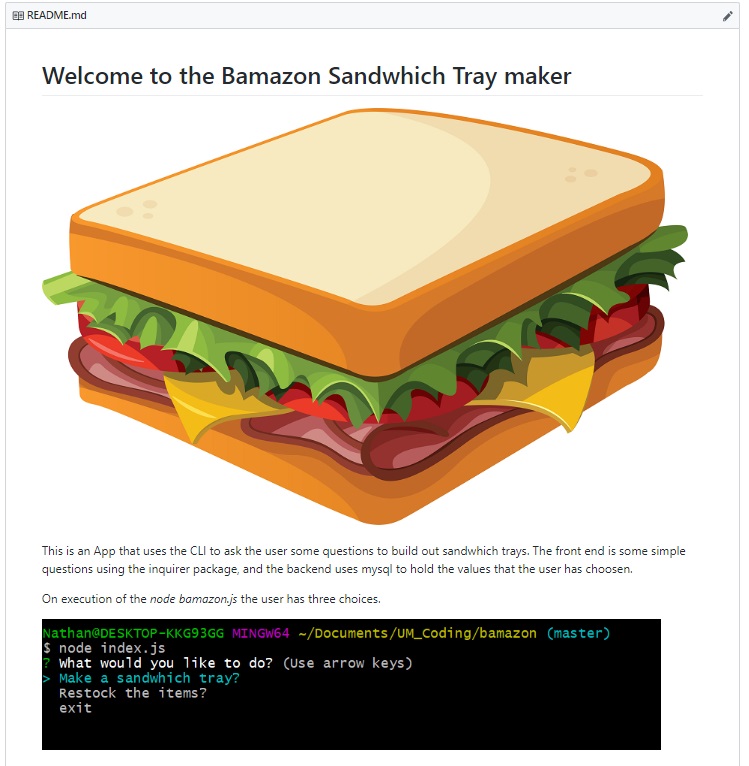 README.md
Welcome to the Bamazon Sandwhich Tray maker
This is an App that uses the CLI to ask the user some questions to build out sandwhich trays. The front end is some simple
questions using the inquirer package, and the backend uses mysql to hold the values that the user has choosen.
On execution of the node bamazon.js the user has three choices.
Nathan@DESKTOP-KKG93GG MINGW64 ~/Documents/UM_Coding/bamazon (master)
$ node index.js
? What would you like to do? (Use arrow keys)
> Make a sandwhich tray?
Restock the items?
exit